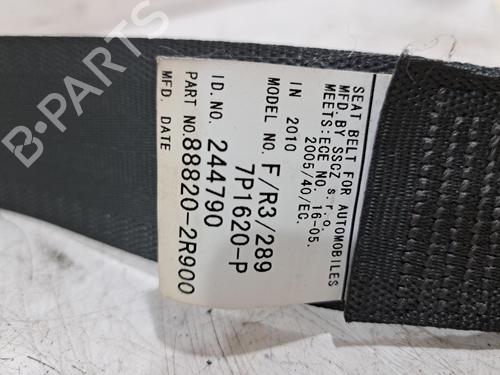 SEAT BELT FOR AUTOMOBILES
MFD. BY SSCZ s.r.o.
MEETS:ECE NO. 16-05.
2005/40/EC.
IN 2010
MODEL NO. F/R3/289
7P1620-P
ID.NO. 244790
PART NO.88820-2R900
MFD. DATE
B-PARTS